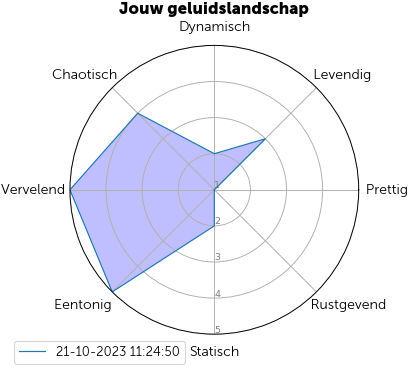 Jouw geluidslandschap
Dynamisch
Chaotisch
Levendig
Vervelend
Prettig
1
2
3
4
5
Eentonig
Rustgevend
21-10-2023 11:24:50
Statisch